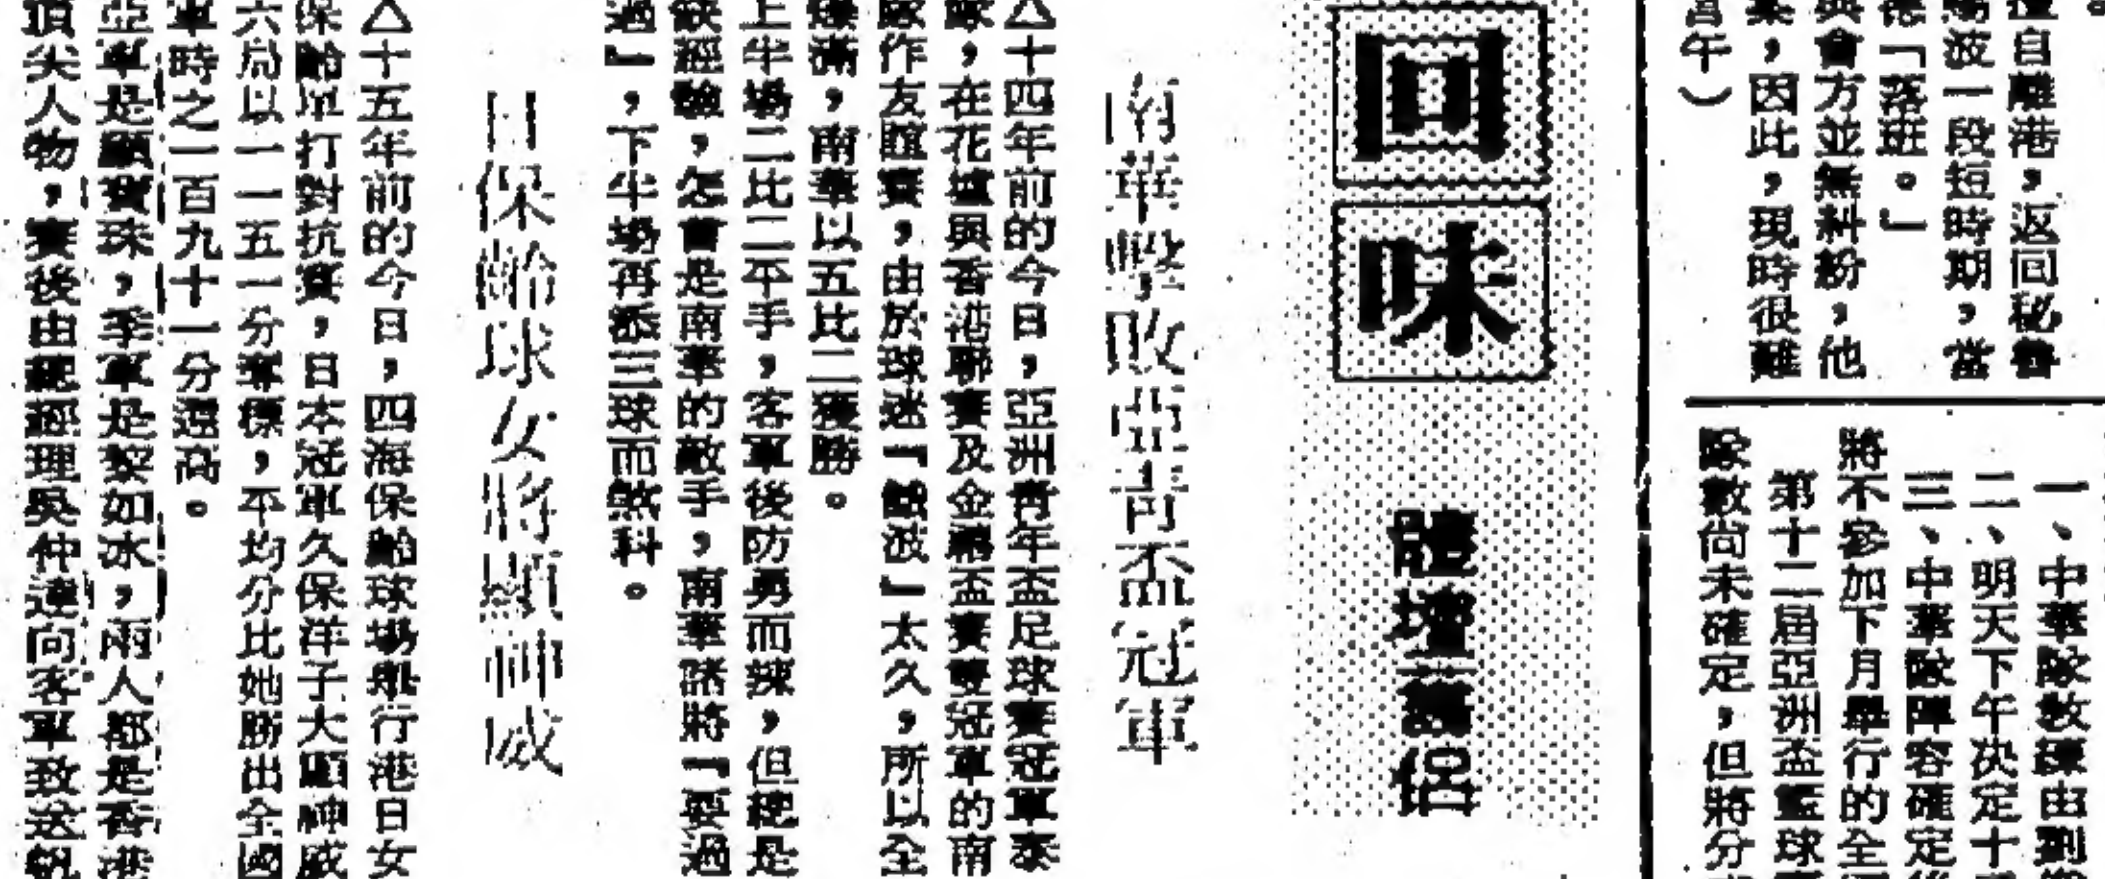 擅自離港，返回秘魯
場波一段短時期，當
德「落班。」
與會方並無料紛，他
業，因此，現時很難
宮午）
一、中華隊教練由劉
二、明天下午决定十
三、中華隊陣容確定後
將不參加下月舉行的全
第十二屆亞洲盃籃球
隊數尚未確定，但將分
回味
體壇舊侶
南華擊敗亞青盃冠軍
△十四年前的今日，亞洲青年盃足球賽冠軍泰
隊，在花墟與香港聯賽及金禧盃賽雙冠軍的南
隊作友誼賽，由於球迷「戲波」太久，所以全
爆滿，南華以五比二獲勝。
上半場二比二平手，客軍後防勇而辣，但總是
缺經驗，怎會是南華的敵手，南華諸將「耍過
過」，下半場再添三球而煞科。
日保齡球女將顯神威
△十五年前的今日，四海保齡球場舉行港日女
保齡單打對抗賽，日本冠軍久保洋子大顯神威
六局以一一五一分奪標，平均分比她勝出全國
軍時之一百九十一分還高。
亞軍是顧寶珠，季軍是黎如冰，兩人都是香港
頂尖人物，賽後由經理吳仲達向客軍致送